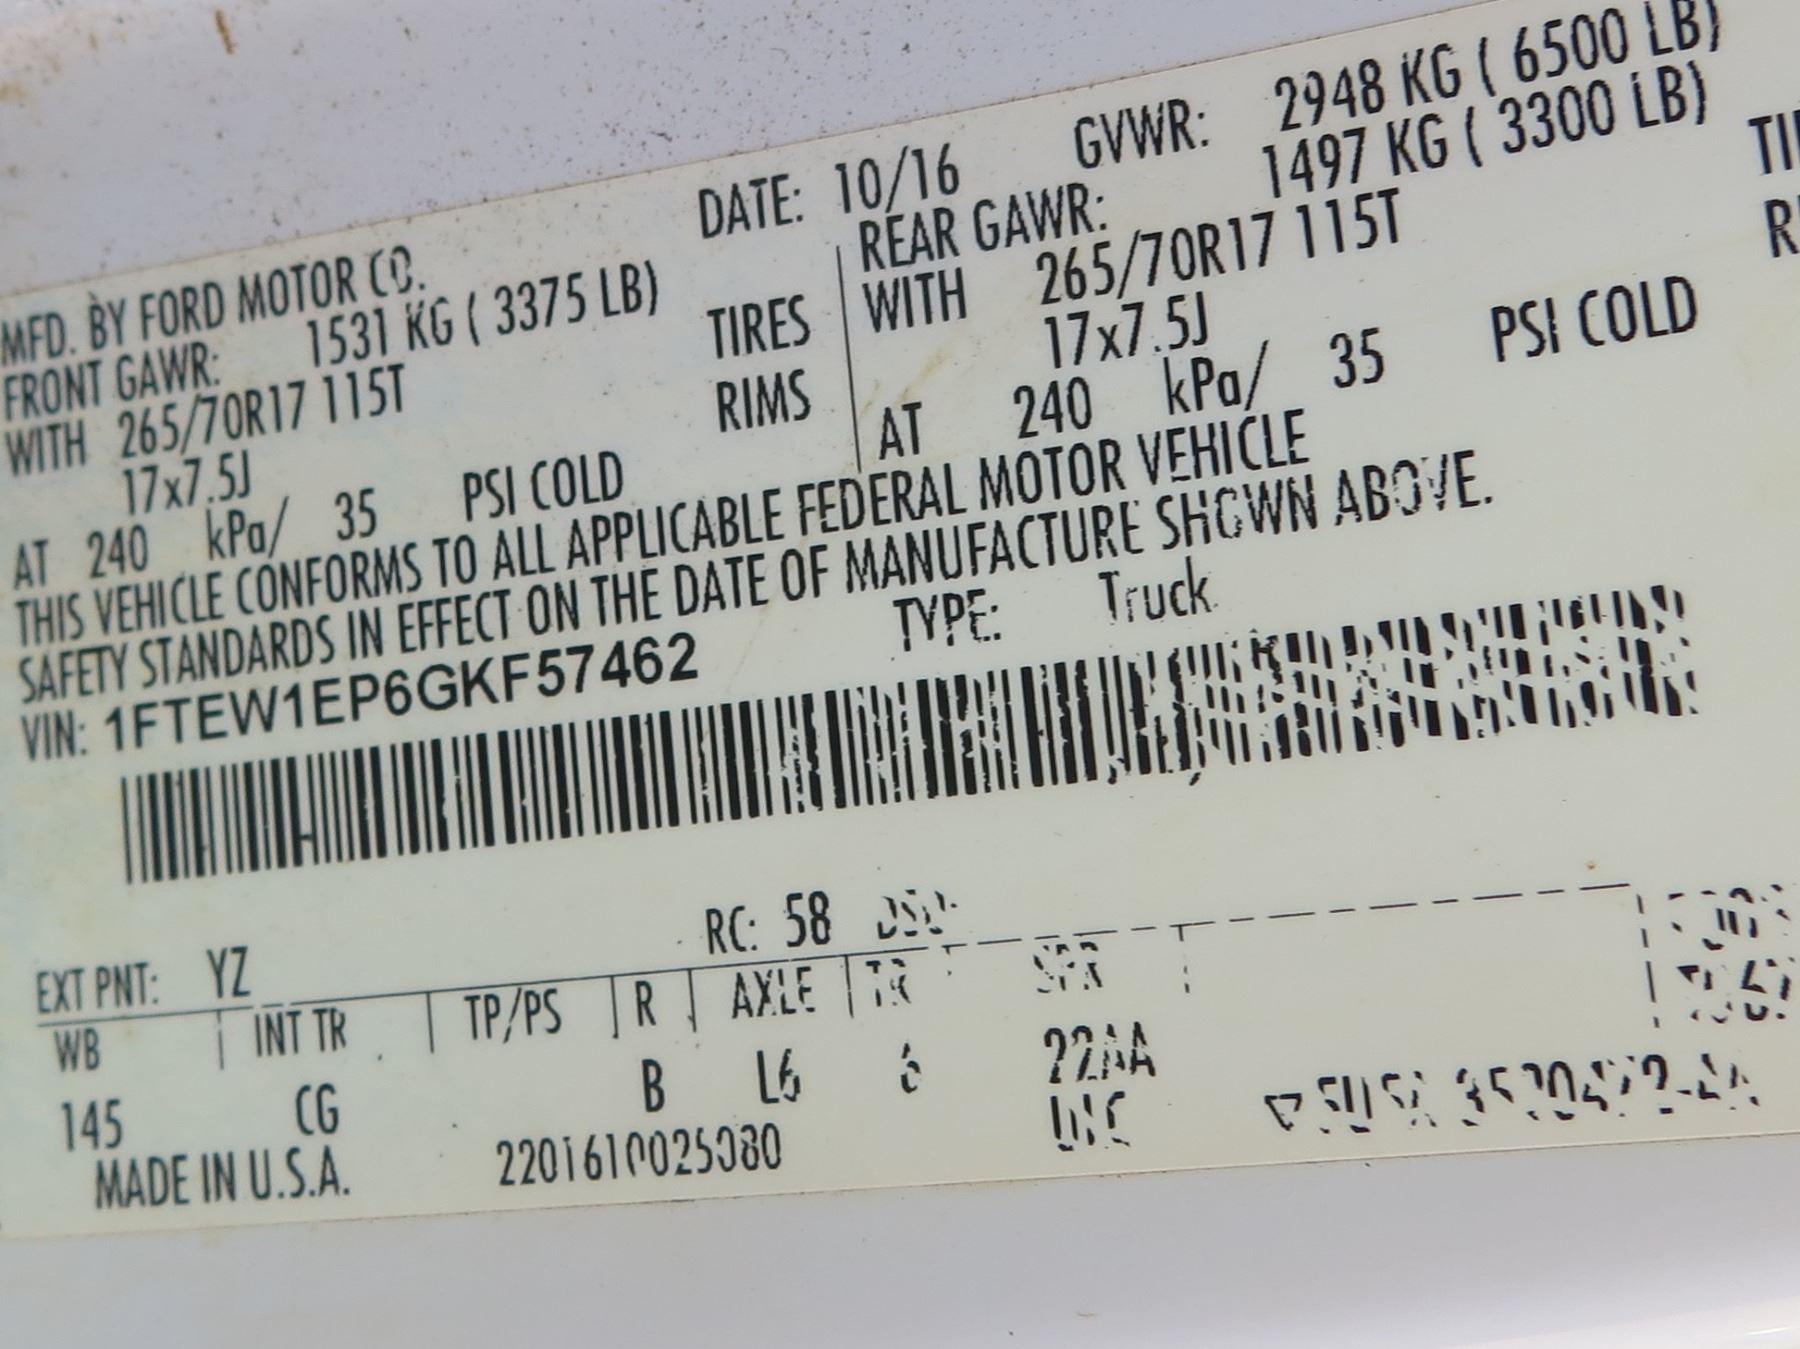 MFD. BY FORD MOTOR CO. DATE: 10/16 GVWR: 2948 KG ( 6500 LB)
FRONT GAWR: 1531 KG ( 3375 LB) REAR GAWR: 1497 KG ( 3300 LB)
WITH 265/70R17 115T TIRES WITH 265/70R17 115T
17x7.5J RIMS 17x7.5J
AT 240 kPa/ 35 PSI COLD AT 240 kPa/ 35 PSI COLD
THIS VEHICLE CONFORMS TO ALL APPLICABLE FEDERAL MOTOR VEHICLE
SAFETY STANDARDS IN EFFECT ON THE DATE OF MANUFACTURE SHOWN ABOVE.
VIN: 1FTEW1EP6GKF57462 TYPE: Truck
EXT PNT: YZ RC: 58 DSO:
WB INT TR TP/PS R AXLE TR SPR
145 CG B L6 6 22AA
MADE IN U.S.A.